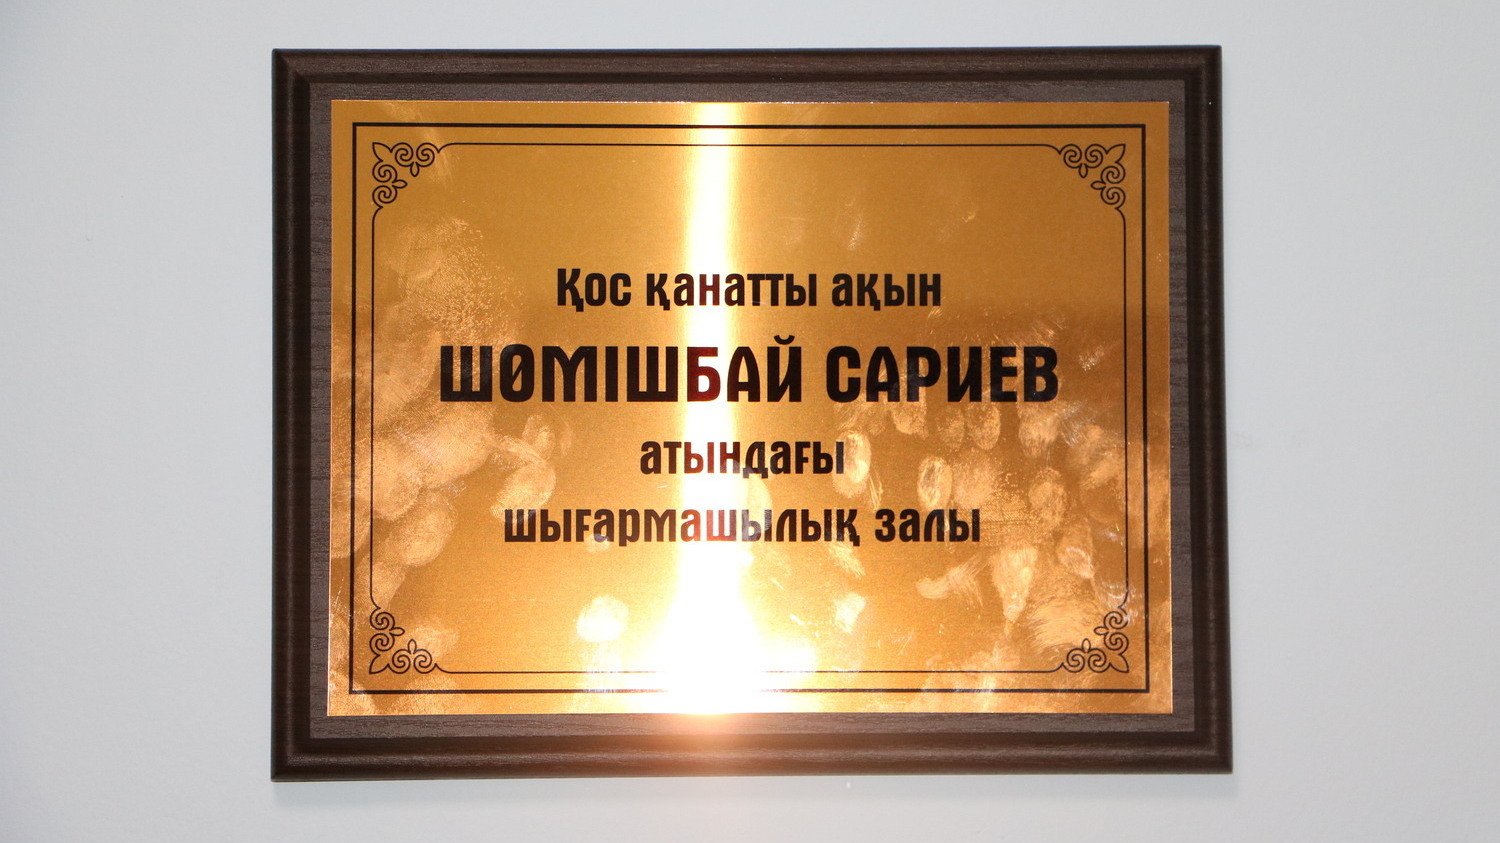 Қос қанатты ақын
ШӨМІШБАЙ САРИЕВ
атындағы
шығармашылық залы